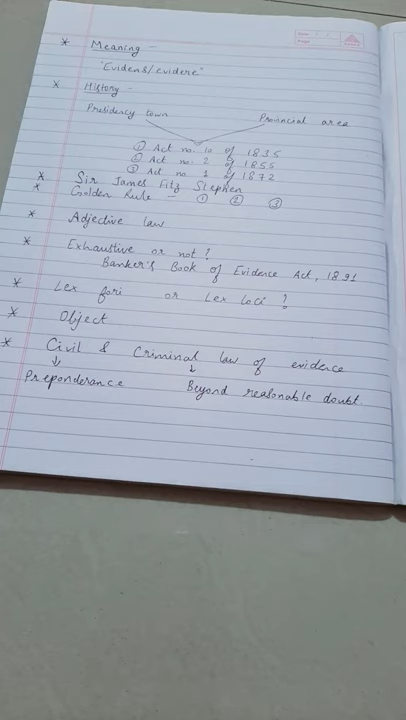 * Meaning -
"Evidens/evidere"
* History -
Presidency town Provincial area
① Act no. 10 of 1835
② Act no. 2 of 1855
③ Act no. 1 of 1872
* Sir James Fitz Stephen
* Golden Rule - ① ② ③
* Adjective law
* Exhaustive or not?
Banker's Book of Evidence Act, 1891
* Lex fori or Lex loci?
* Object
* Civil & Criminal law of evidence
Preponderance Beyond reasonable doubt